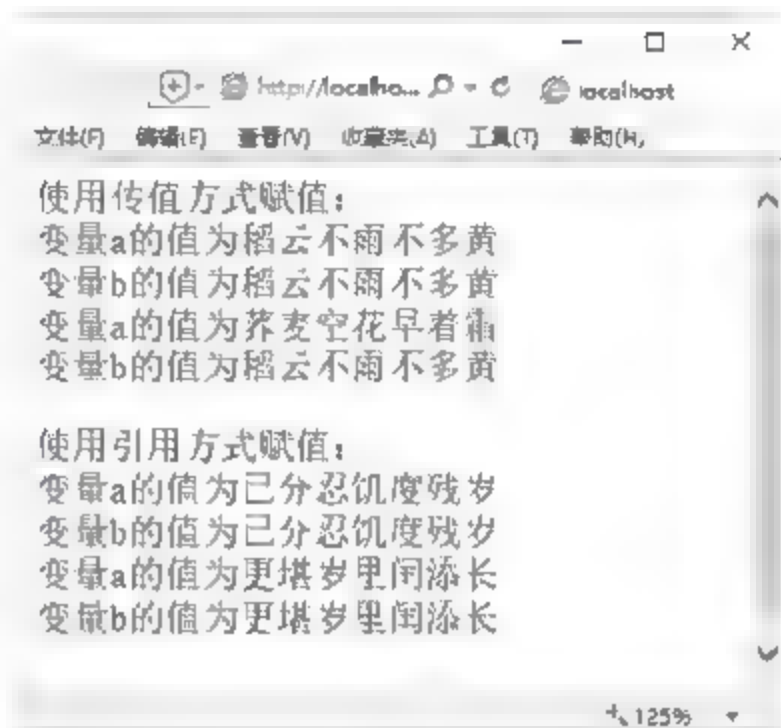 http://localho... localhost
文件(F) 编辑(E) 查看(V) 收藏夹(A) 工具(T) 帮助(H)
使用传值方式赋值：
变量a的值为稻云不雨不多黄
变量b的值为稻云不雨不多黄
变量a的值为荞麦空花早着霜
变量b的值为稻云不雨不多黄
使用引用方式赋值：
变量a的值为已分忍饥度残岁
变量b的值为已分忍饥度残岁
变量a的值为更堪岁里闰添长
变量b的值为更堪岁里闰添长
125%